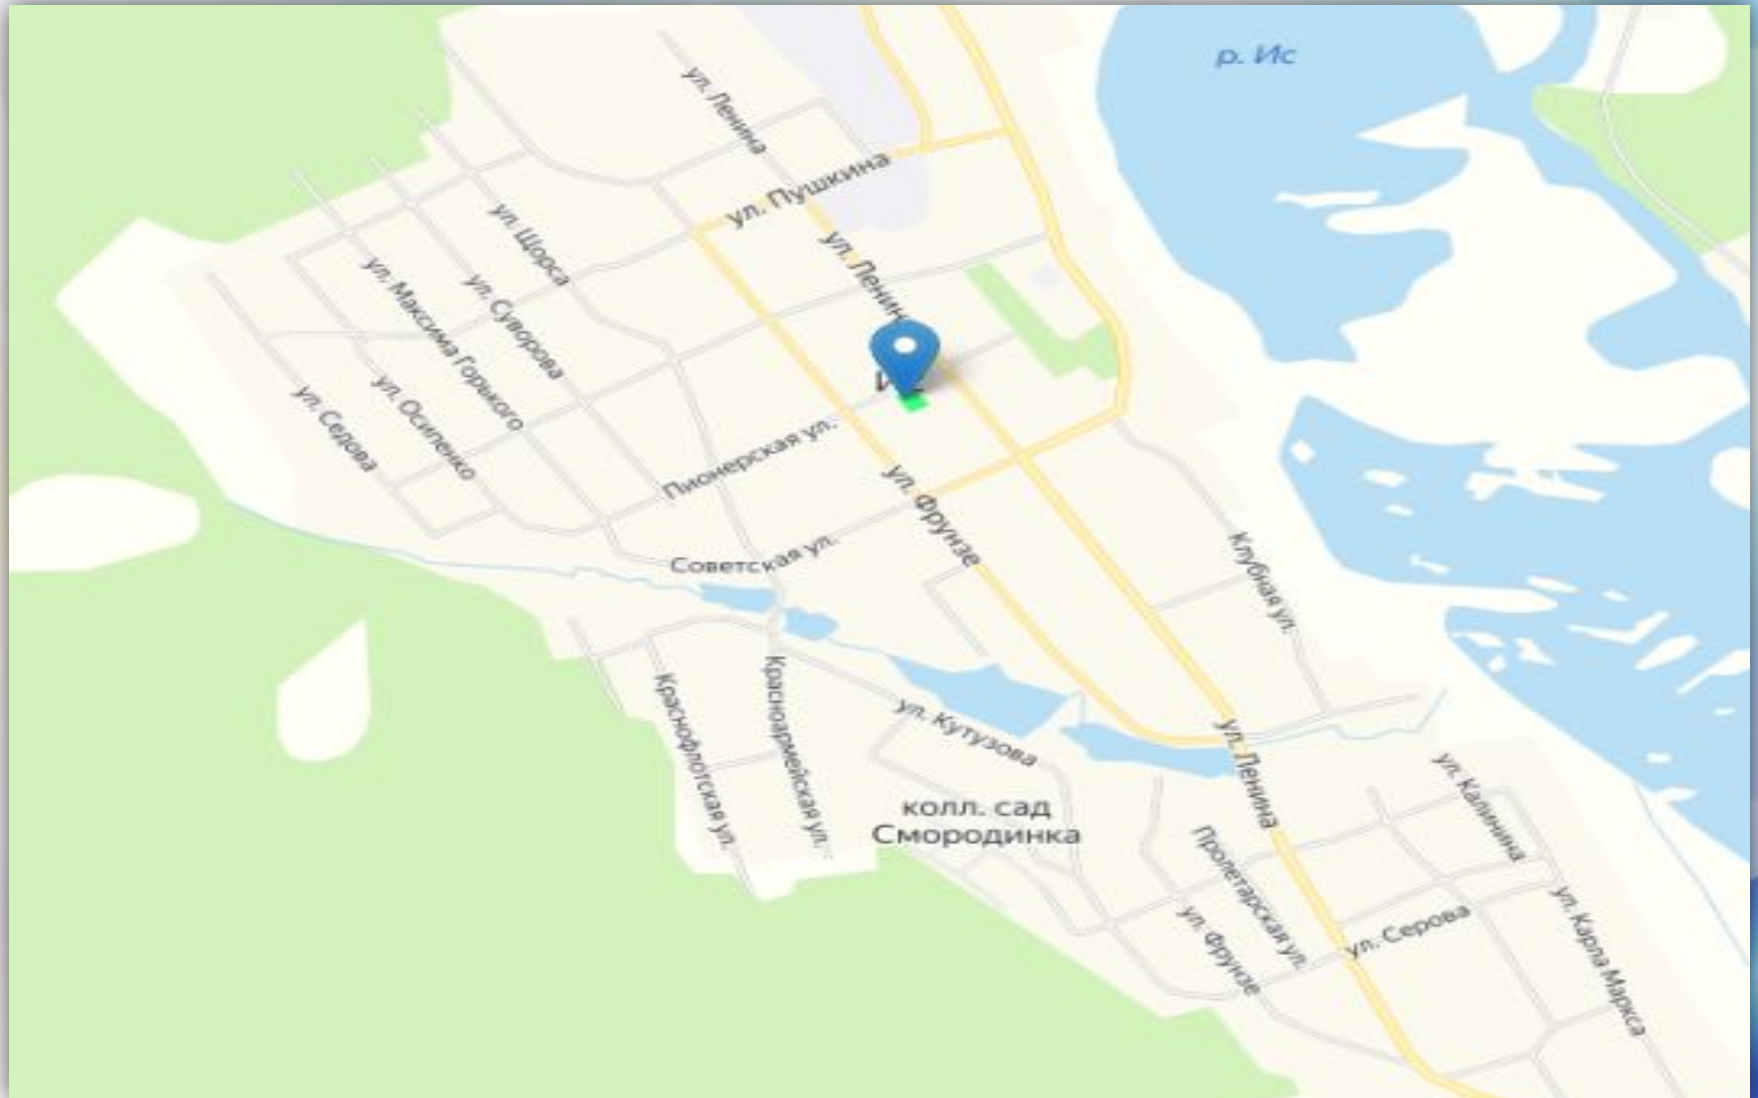 р. Ис
ул. Ленина
ул. Пушкина
ул. Щорса
ул. Ленин
ул. Максима Горького
ул. Суворова
ул. Осипенко
ул. Седова
Пионерская ул.
ул. Фрунзе
Советская ул.
Клубная ул.
Краснофлотская ул.
Красноармейская ул.
ул. Кутузова
ул. Ленина
колл. сад
Смородинка
ул. Калинина
Пролетарская ул.
ул. Фрунзе
ул. Серова
ул. Карла Маркса